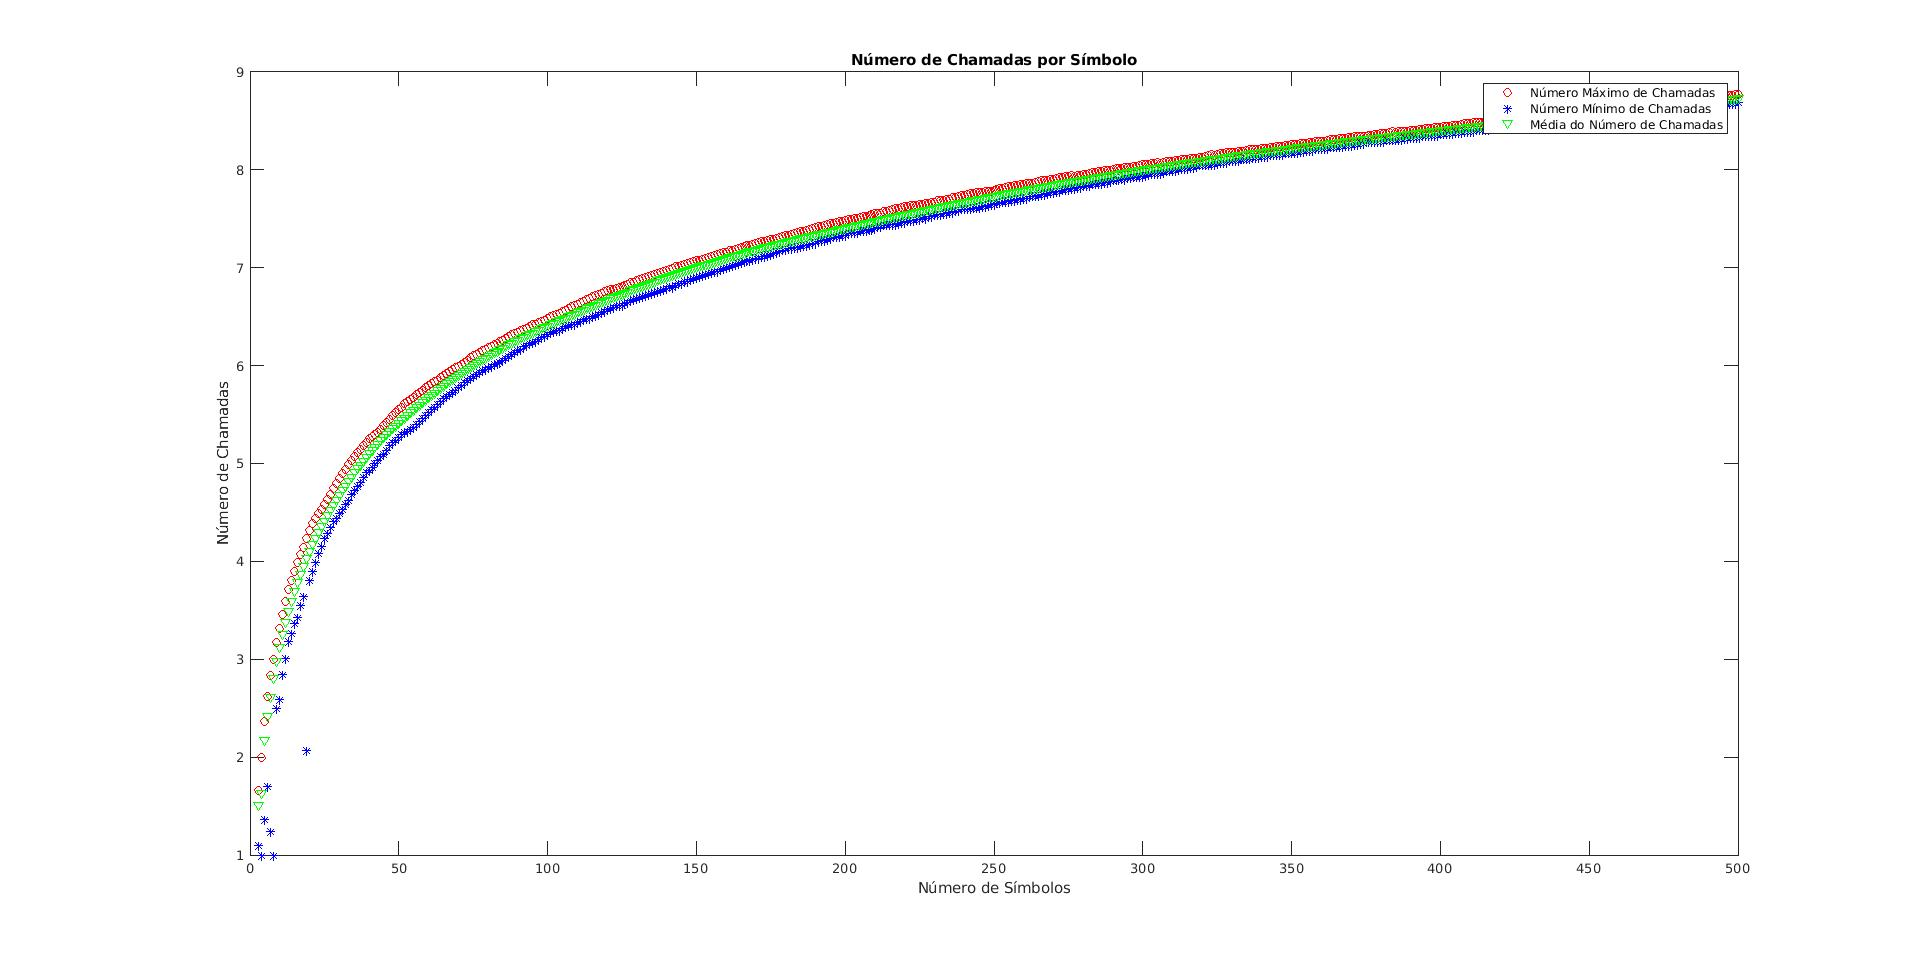 Número de Chamadas por Símbolo
Número Máximo de Chamadas
Número Mínimo de Chamadas
Média do Número de Chamadas
Número de Chamadas
9
8
7
6
5
4
3
2
1
0 50 100 150 200 250 300 350 400 450 500
Número de Símbolos